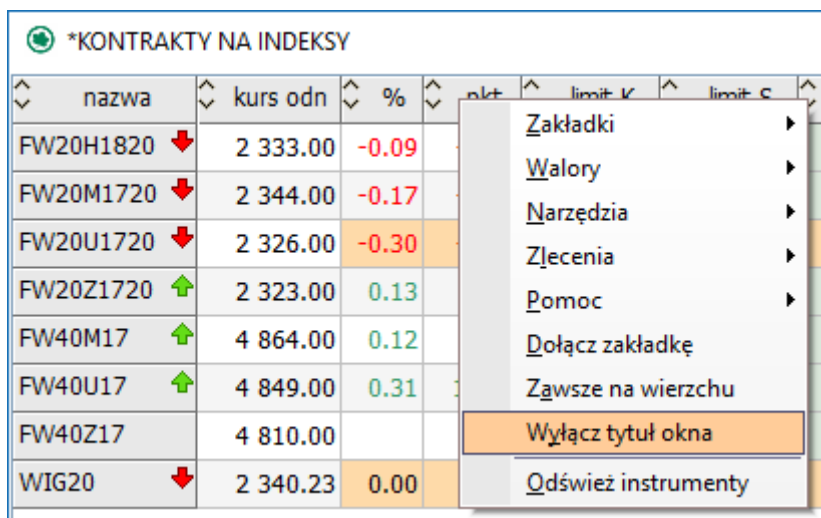 *KONTRAKTY NA INDEKSY
nazwa kurs odn % pkt limit K limit S
FW20H1820 2 333.00 -0.09
FW20M1720 2 344.00 -0.17
FW20U1720 2 326.00 -0.30
FW20Z1720 2 323.00 0.13
FW40M17 4 864.00 0.12
FW40U17 4 849.00 0.31
FW40Z17 4 810.00
WIG20 2 340.23 0.00
Zakładki
Walory
Narzędzia
Zlecenia
Pomoc
Dołącz zakładkę
Zawsze na wierzchu
Wyłącz tytuł okna
Odśwież instrumenty